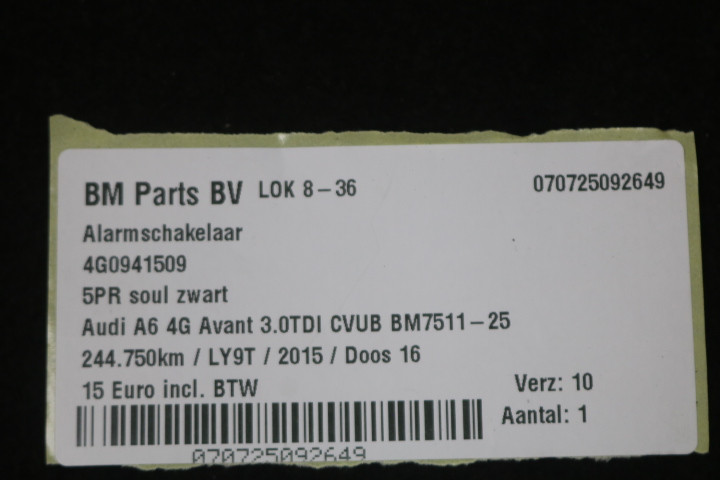 BM Parts BV LOK 8-36 070725092649
Alarmschakelaar
4G0941509
5PR soul zwart
Audi A6 4G Avant 3.0TDI CVUB BM7511-25
244.750km / LY9T / 2015 / Doos 16
15 Euro incl. BTW Verz: 10
Aantal: 1
070725092649